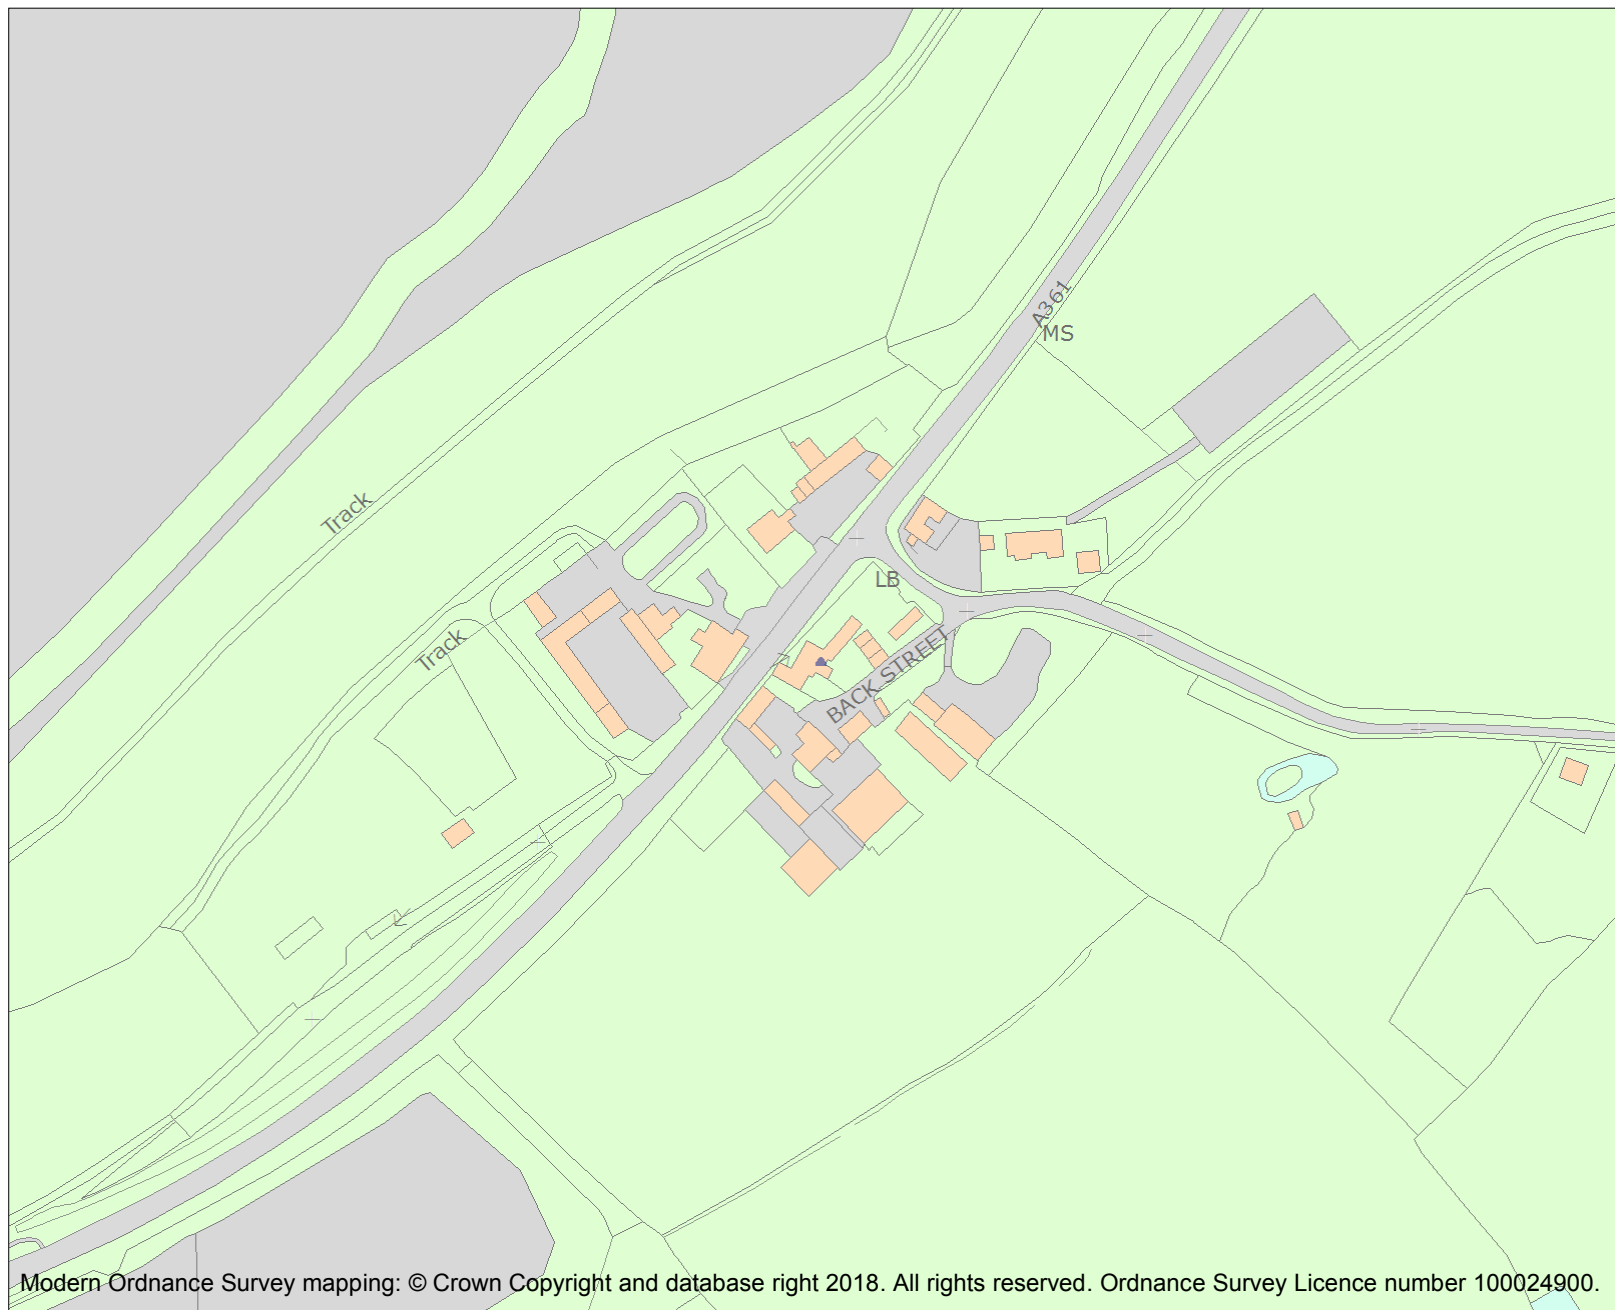 A361
MS
Track
LB
Track
BACK STREET
Modern Ordnance Survey mapping: © Crown Copyright and database right 2018. All rights reserved. Ordnance Survey Licence number 100024900.